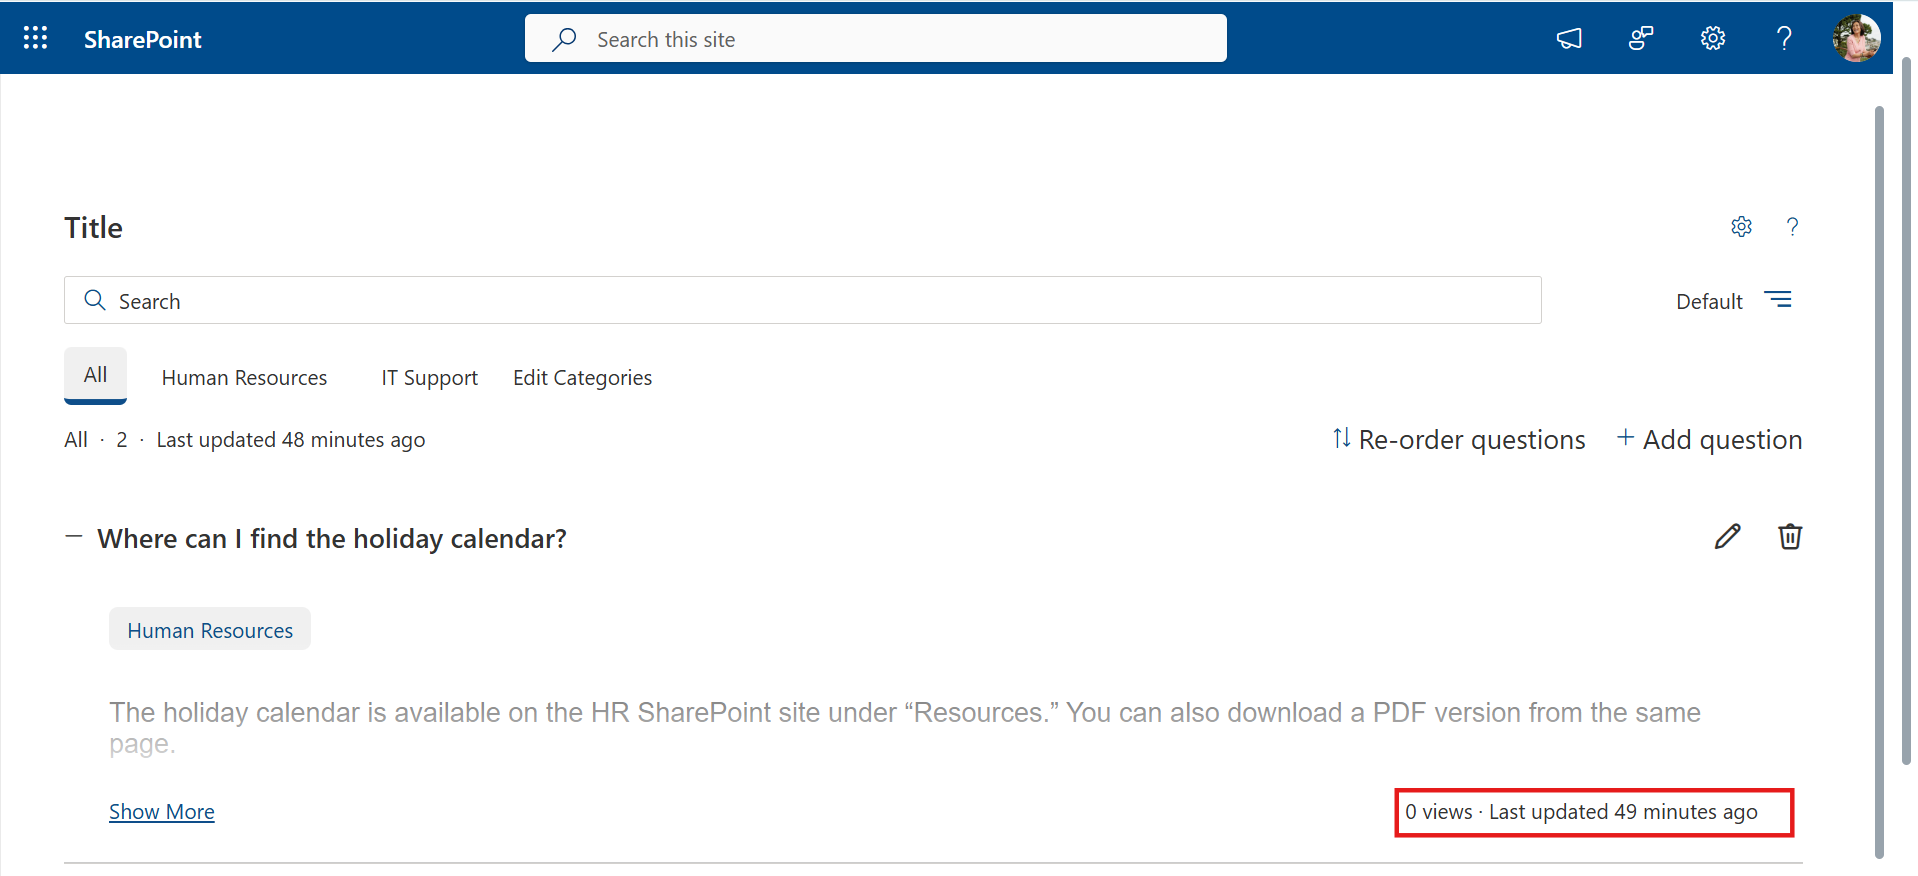 SharePoint
Search this site
Title
Search
Default
All
Human Resources
IT Support
Edit Categories
All · 2 · Last updated 48 minutes ago
Re-order questions
+ Add question
Where can I find the holiday calendar?
Human Resources
The holiday calendar is available on the HR SharePoint site under “Resources.” You can also download a PDF version from the same
page.
Show More
0 views · Last updated 49 minutes ago